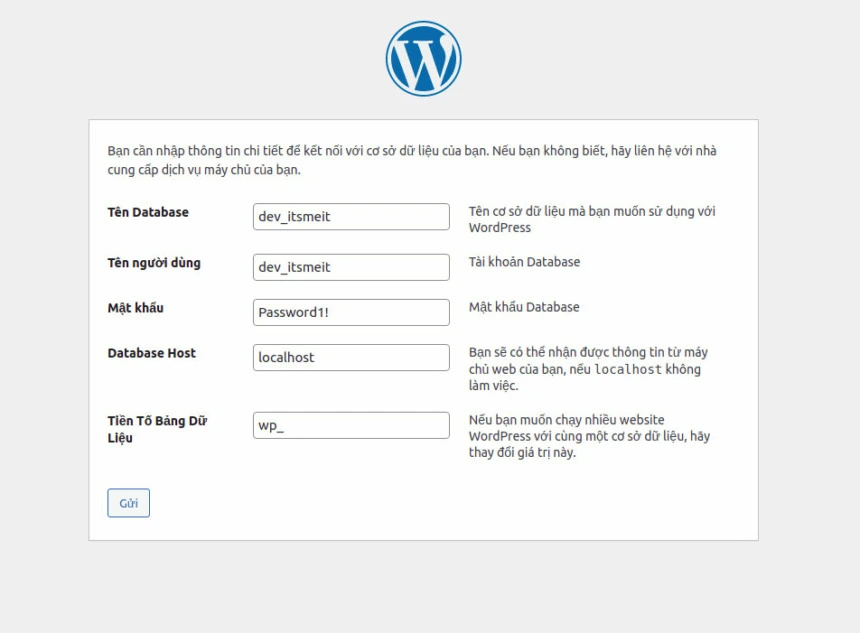 Bạn cần nhập thông tin chi tiết để kết nối với cơ sở dữ liệu của bạn. Nếu bạn không biết, hãy liên hệ với nhà
cung cấp dịch vụ máy chủ của bạn.
Tên Database
dev_itsmeit
Tên cơ sở dữ liệu mà bạn muốn sử dụng với
WordPress
Tên người dùng
dev_itsmeit
Tài khoản Database
Mật khẩu
Password1!
Mật khẩu Database
Database Host
localhost
Bạn sẽ có thể nhận được thông tin từ máy
chủ web của bạn, nếu localhost không
làm việc.
Tiền Tố Bảng Dữ
Liệu
wp_
Nếu bạn muốn chạy nhiều website
WordPress với cùng một cơ sở dữ liệu, hãy
thay đổi giá trị này.
Gửi